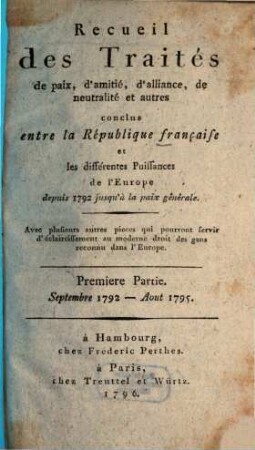 Recueil
des Traités
de paix, d'amitié, d'alliance, de
neutralité et autres
conclus
entre la République françaiſe
et
les différentes Puiſſances
de l'Europe
depuis 1792 jusqu'à la paix générale.
Avec plusieurs autres pieces qui pourront servir
d'éclairciſſement au moderne droit des gens
reconnu dans l'Europe.
Premiere Partie.
Septembre 1792 — Aout 1795.
à Hambourg,
chez Fréderic Perthes.
à Paris,
chez Treuttel et Würtz.
1796.